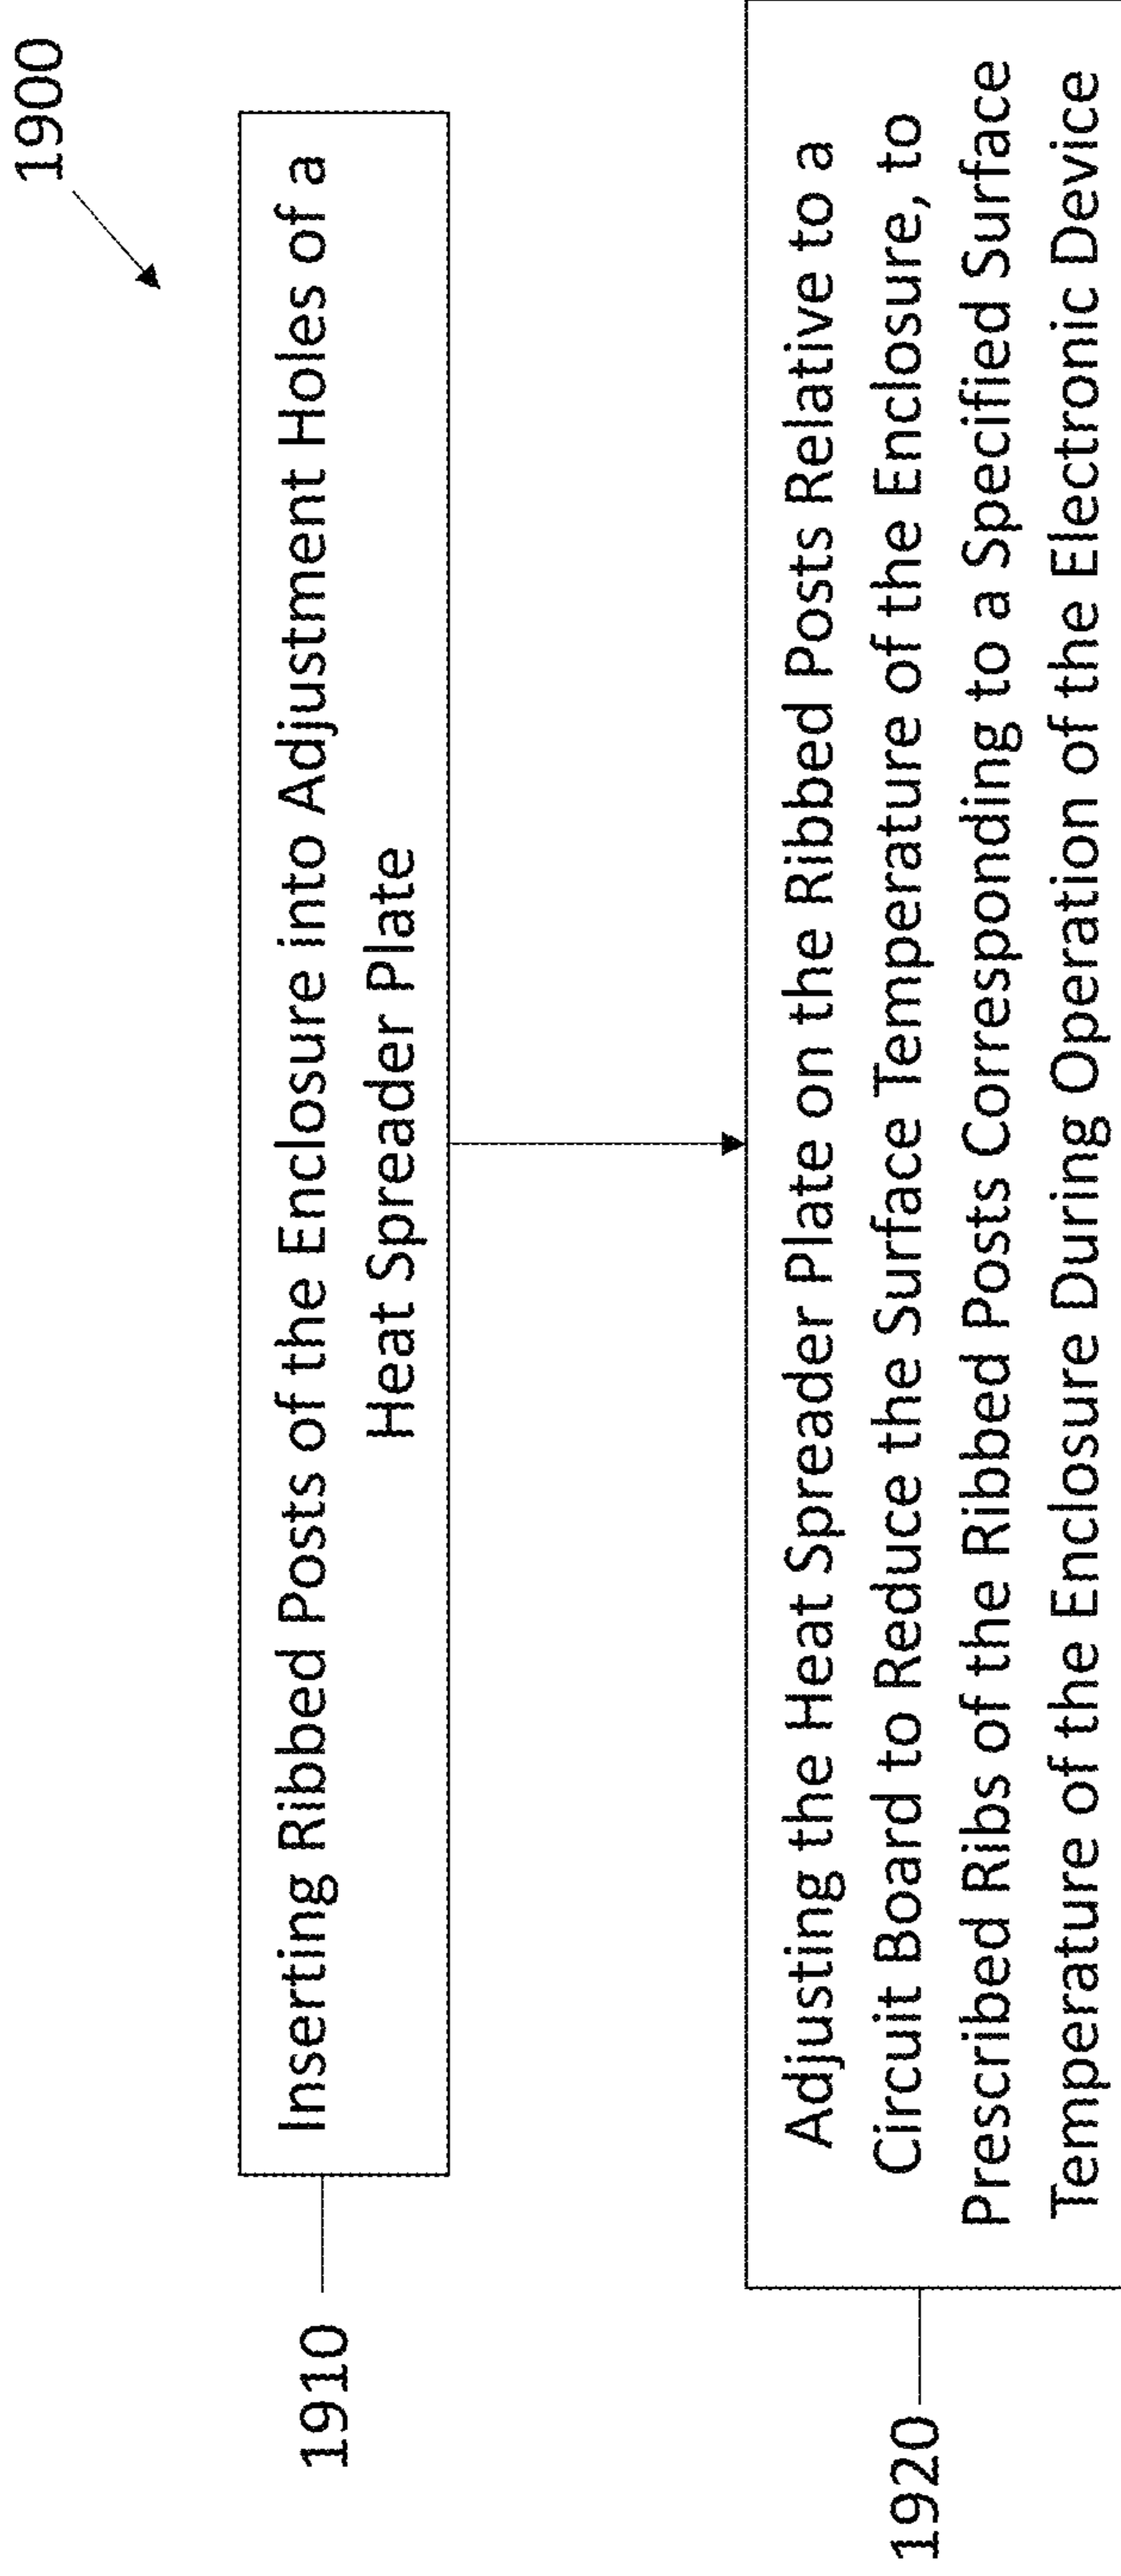 1900
1910
Inserting Ribbed Posts of the Enclosure into Adjustment Holes of a
Heat Spreader Plate
1920
Adjusting the Heat Spreader Plate on the Ribbed Posts Relative to a
Circuit Board to Reduce the Surface Temperature of the Enclosure, to
Prescribed Ribs of the Ribbed Posts Corresponding to a Specified Surface
Temperature of the Enclosure During Operation of the Electronic Device